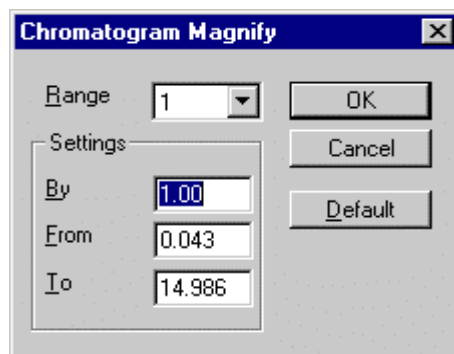 Chromatogram Magnify
Range 1 OK
Settings Cancel
By 1.00
Default
From 0.043
To 14.986